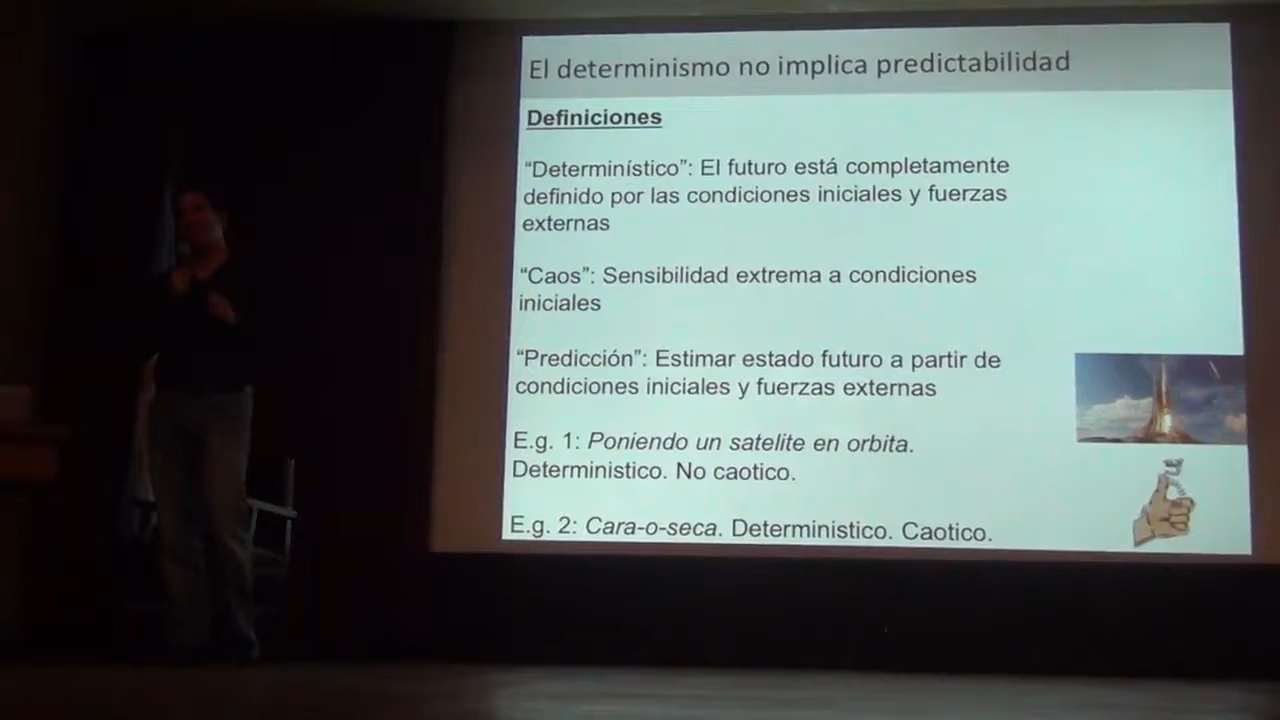 El determinismo no implica predictabilidad
Definiciones
“Determinístico”: El futuro está completamente
definido por las condiciones iniciales y fuerzas
externas
“Caos”: Sensibilidad extrema a condiciones
iniciales
“Predicción”: Estimar estado futuro a partir de
condiciones iniciales y fuerzas externas
E.g. 1: Poniendo un satelite en orbita.
Deterministico. No caotico.
E.g. 2: Cara-o-seca. Deterministico. Caotico.